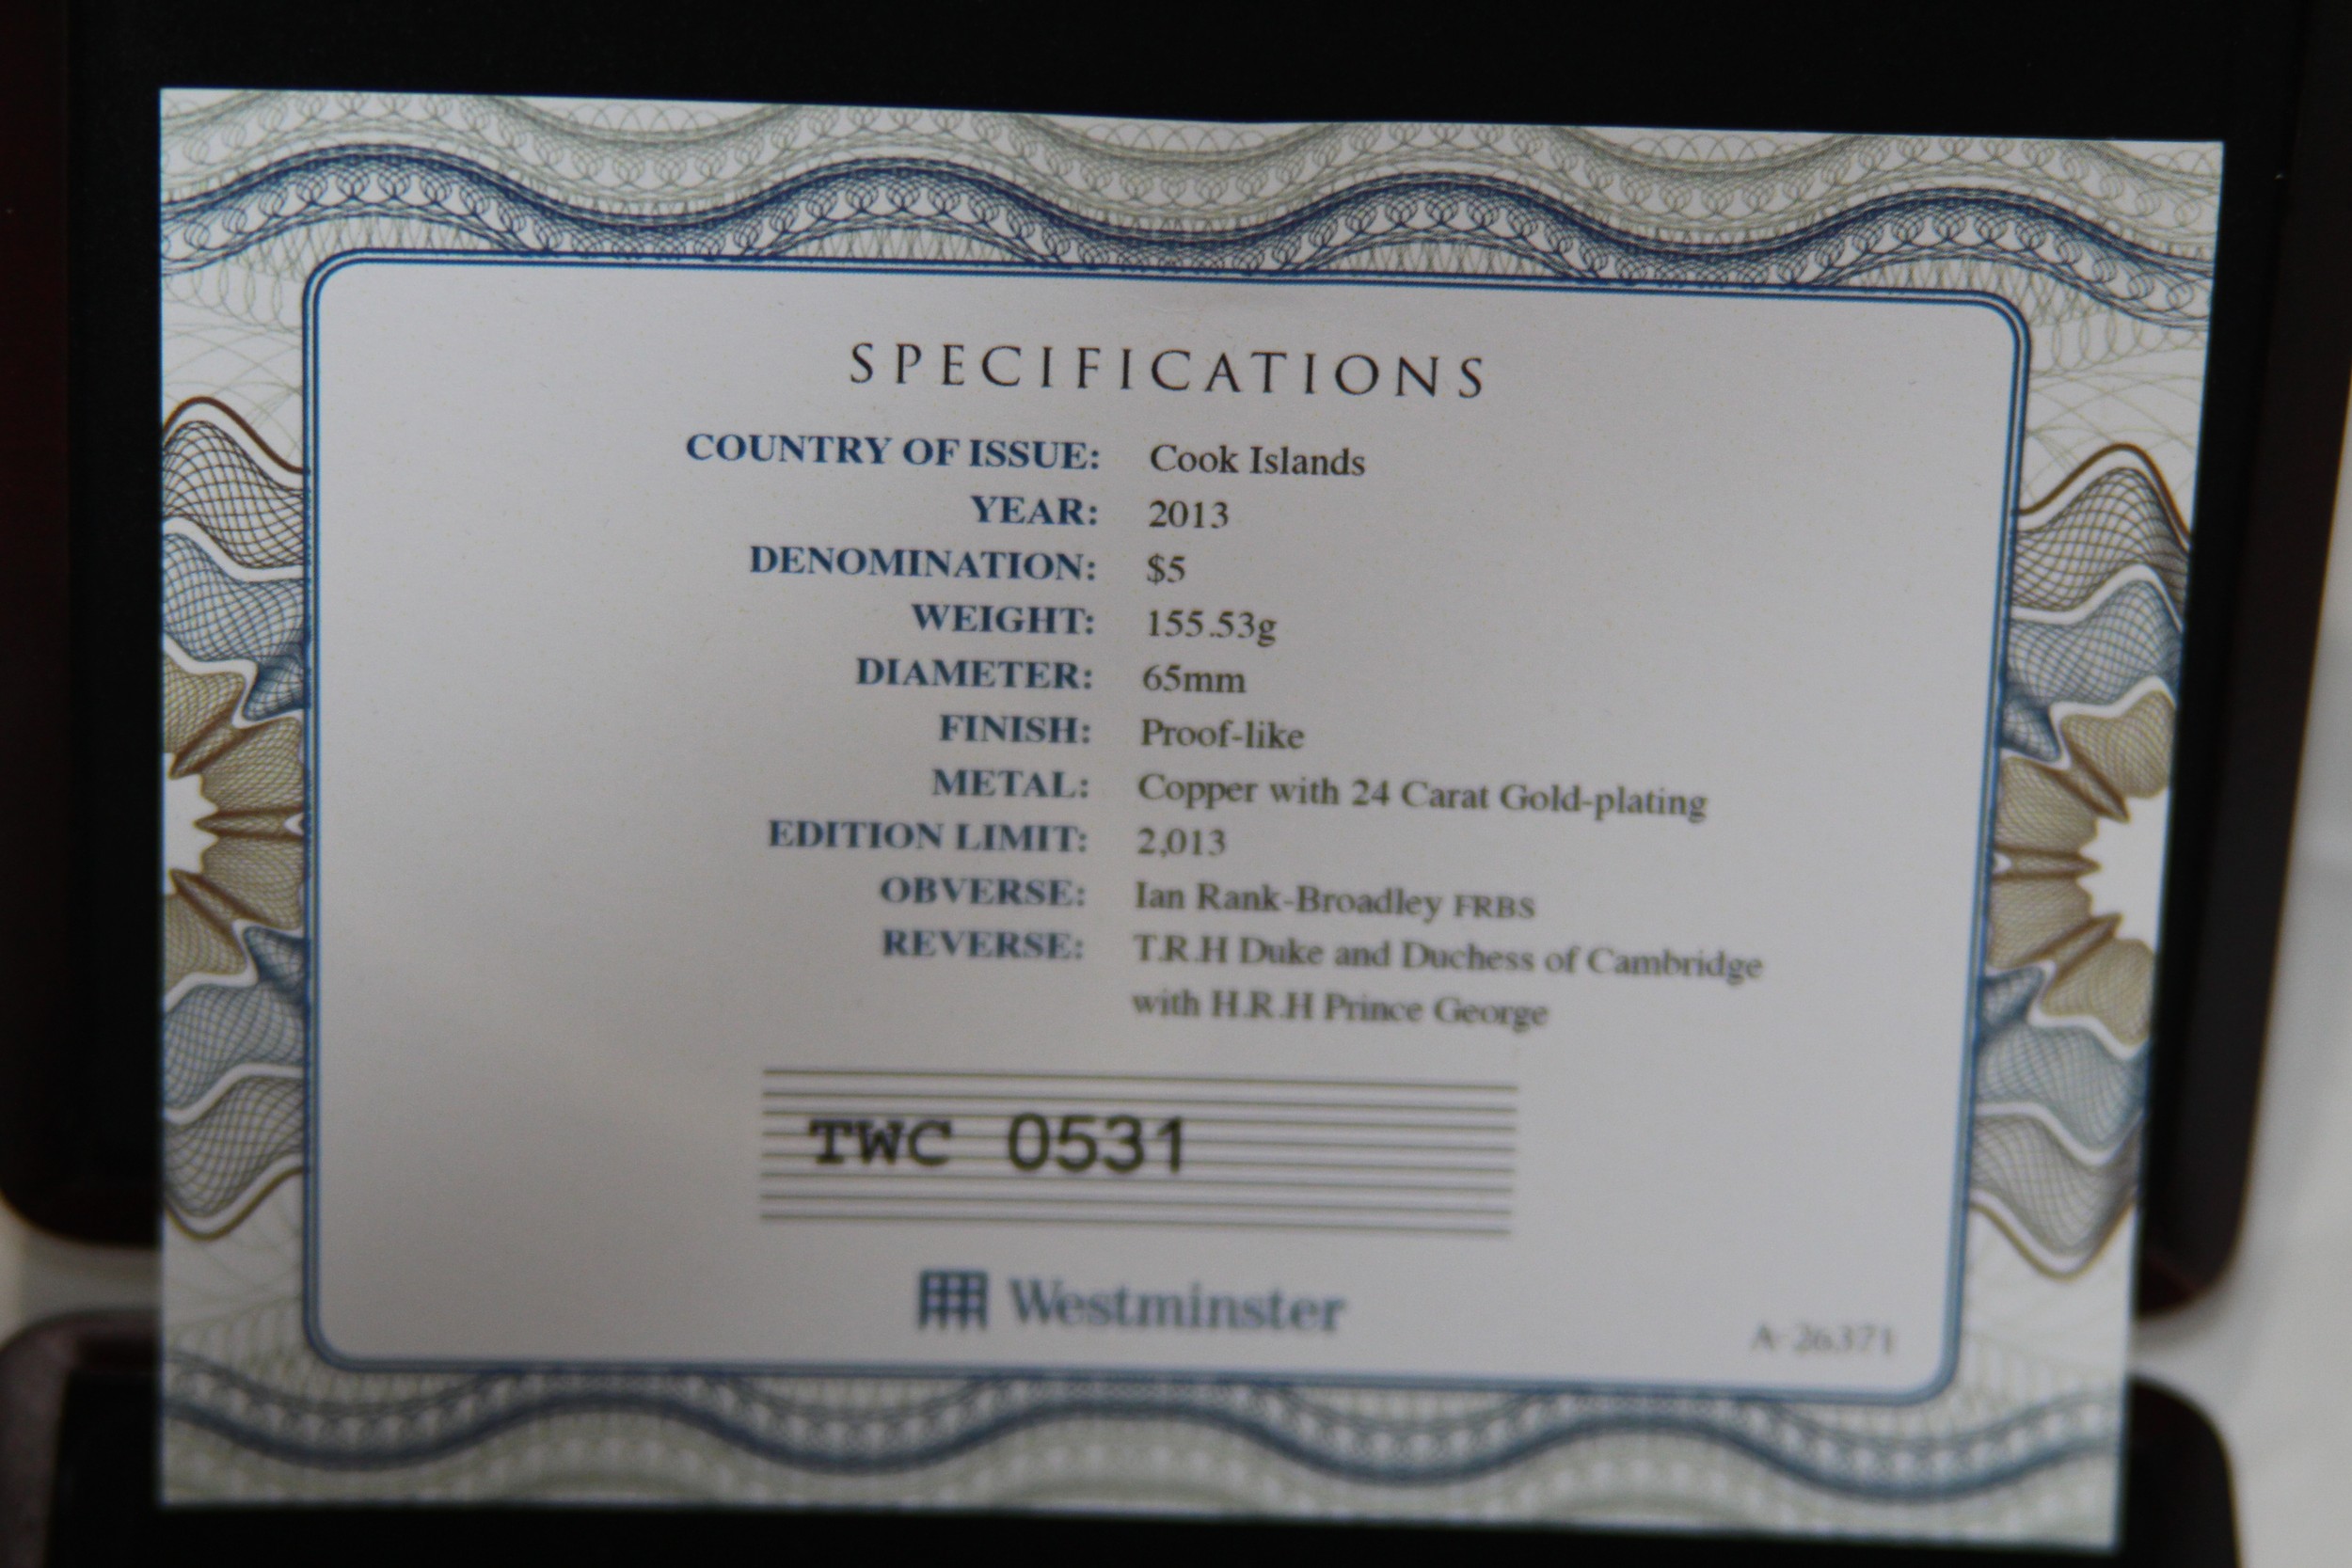 SPECIFICATIONS
COUNTRY OF ISSUE: Cook Islands
YEAR: 2013
DENOMINATION: $5
WEIGHT: 155.53g
DIAMETER: 65mm
FINISH: Proof-like
METAL: Copper with 24 Carat Gold-plating
EDITION LIMIT: 2,013
OBVERSE: Ian Rank-Broadley FRBS
REVERSE: T.R.H Duke and Duchess of Cambridge
with H.R.H Prince George
TWC 0531
Westminster
A-26371